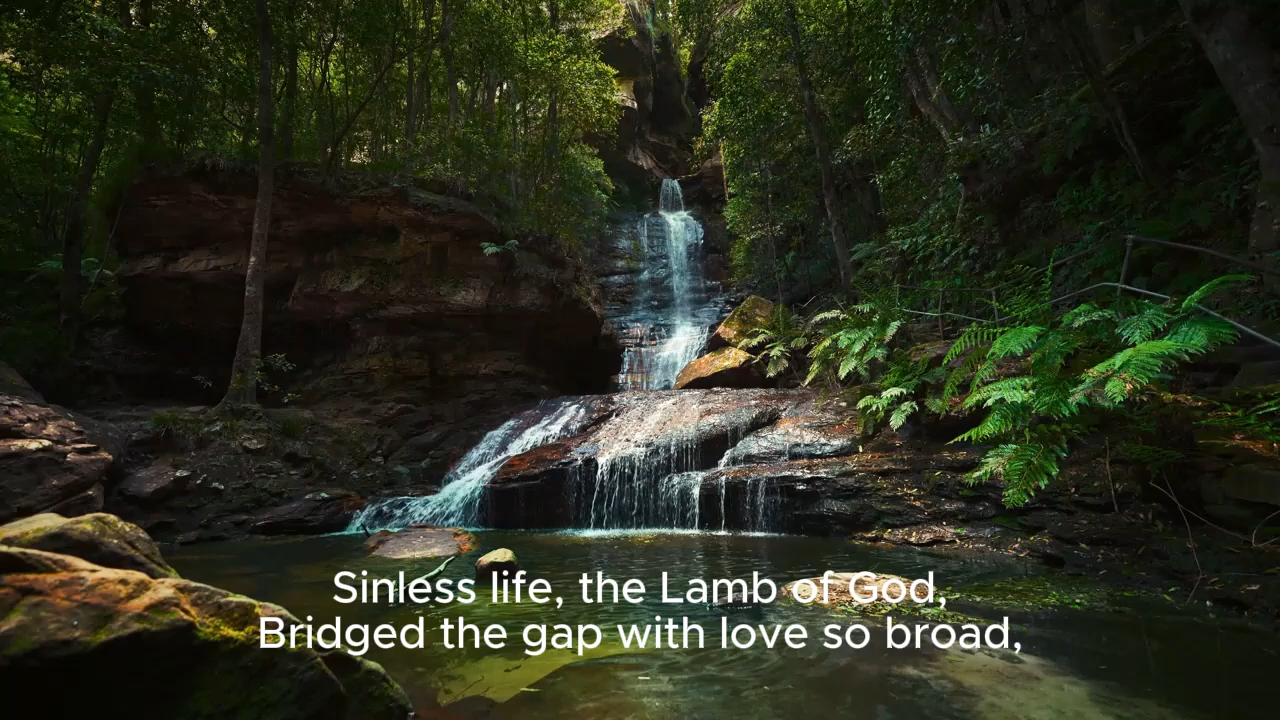 Sinless life, the Lamb of God,
Bridged the gap with love so broad,